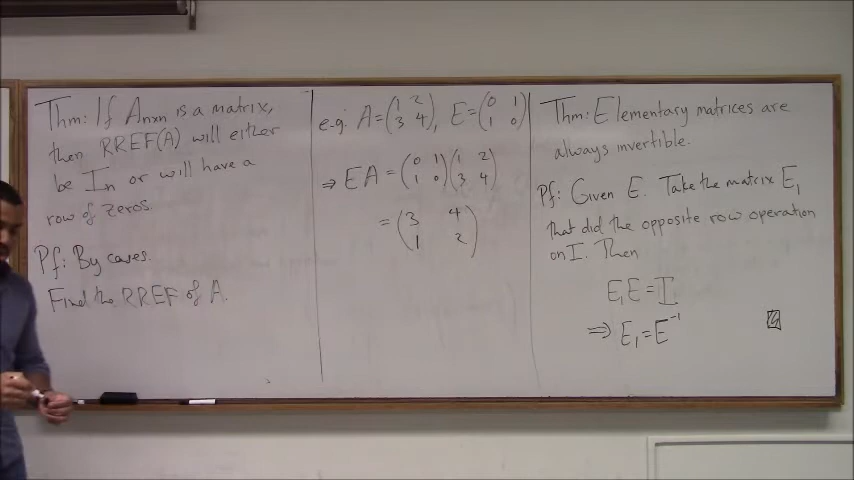 Thm: If Anxn is a matrix,
then RREF(A) will either
be In or will have a
row of zeros.
Pf: By cases.
Find the RREF of A.
e.g. A = (1 2 / 3 4), E = (0 1 / 1 0)
⇒ EA = (0 1 / 1 0)(1 2 / 3 4)
= (3 4 / 1 2)
Thm: Elementary matrices are
always invertible.
Pf: Given E. Take the matrix E₁
that did the opposite row operation
on I. Then
E₁E = I
⇒ E₁ = E⁻¹